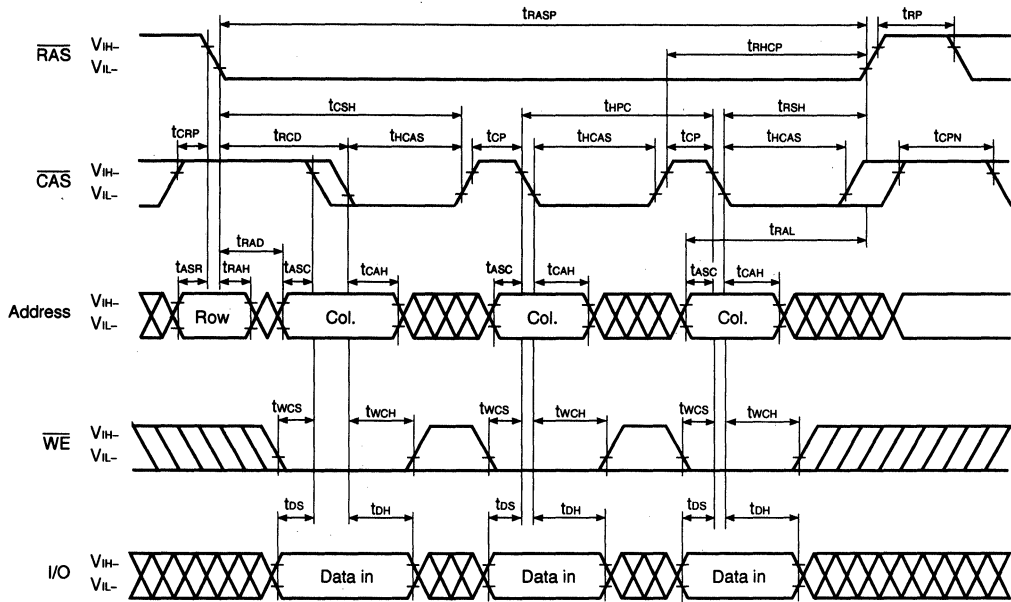 tRASP tRP
RAS VIH– VIL–
tRHCP
tCSH tHPC tRSH
tCRP tRCD tHCAS tCP tHCAS tCP tHCAS tCPN
CAS VIH– VIL–
tRAD tRAL
tASR tRAH tASC tCAH tASC tCAH tASC tCAH
Address VIH– VIL– Row Col. Col. Col.
tWCS tWCH tWCS tWCH tWCS tWCH
WE VIH– VIL–
tDS tDH tDS tDH tDS tDH
I/O VIH– VIL– Data in Data in Data in